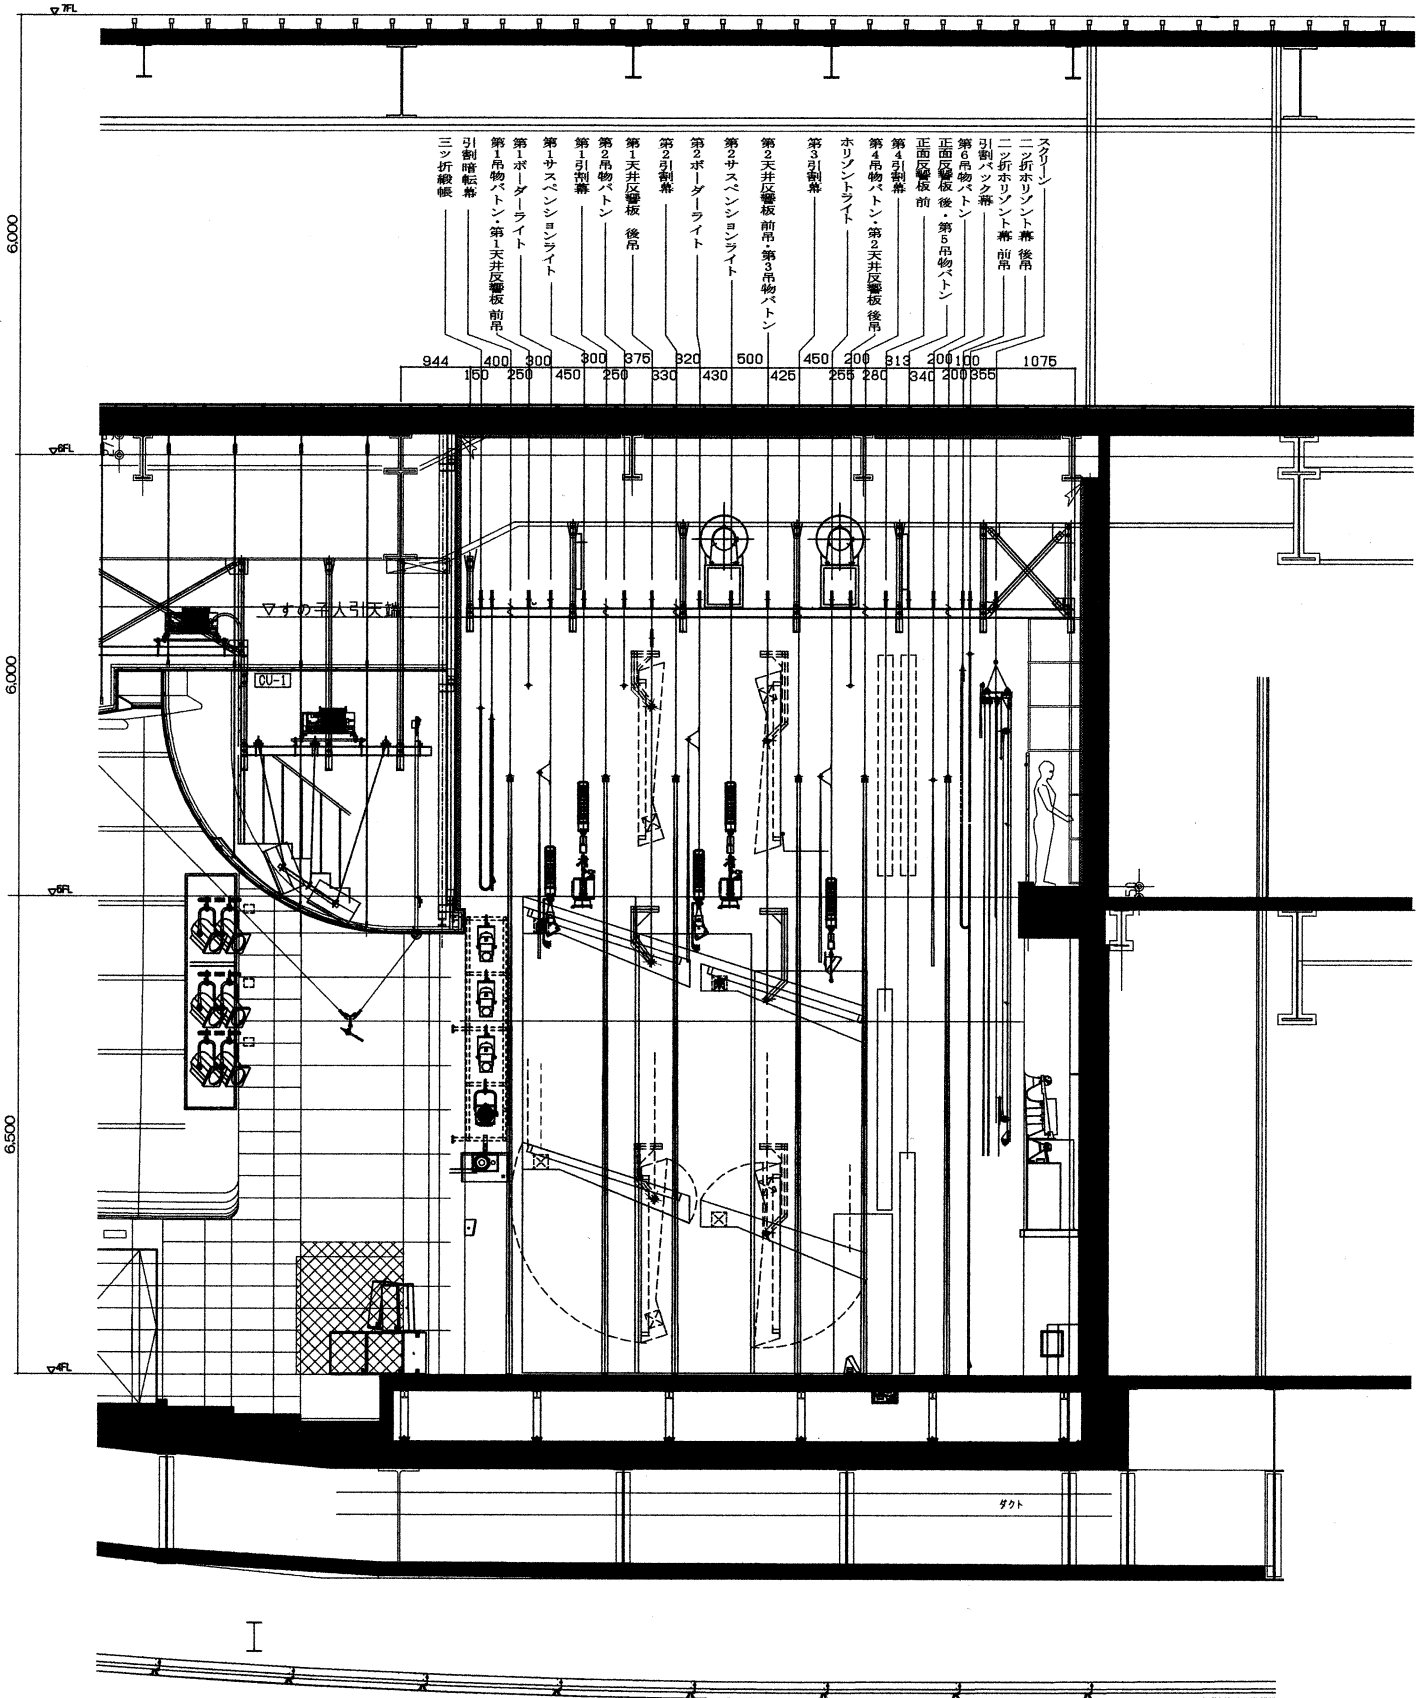 ▽7FL
6,000
三ッ折緞帳
引割暗転幕
第1吊物バトン・第1天井反響板 前吊
第1ボーダーライト
第1サスペンションライト
第1引割幕
第2吊物バトン
第1天井反響板 後吊
第2引割幕
第2ボーダーライト
第2サスペンションライト
第2天井反響板 前吊・第3吊物バトン
第3引割幕
ホリゾントライト
第4吊物バトン・第2天井反響板 後吊
第4引割幕
正面反響板 前
正面反響板 後・第5吊物バトン
第6吊物バトン
引割バック幕
二ッ折ホリゾント幕 前吊
二ッ折ホリゾント幕 後吊
スクリーン
944 400 300 300 375 320 500 450 200 313 200 100 1075
150 250 450 250 330 430 425 255 280 340 200 355
▽6FL
▽すの子人引天端
6,000
CU-1
▽5FL
6,500
▽4FL
ダクト